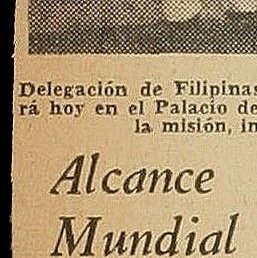 Delegación de Filipinas
rá hoy en el Palacio de
la misión, in
Alcance
Mundial